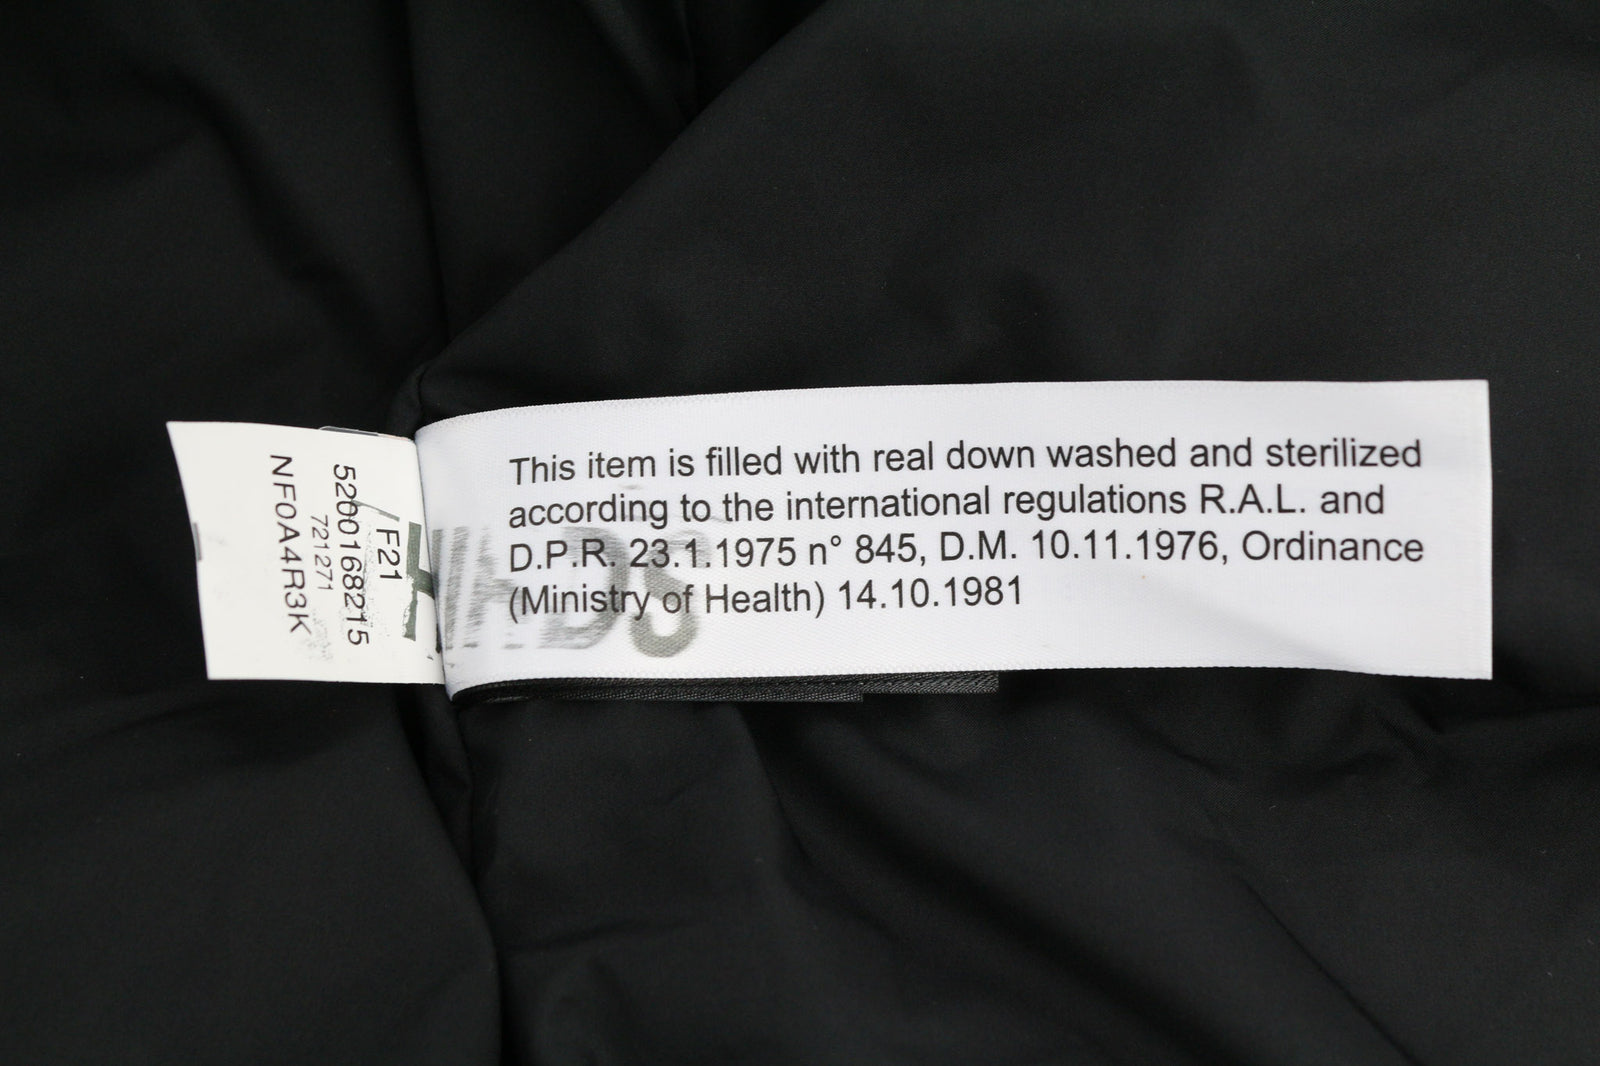 /F21
5200168215
721271
NF0A4R3K
This item is filled with real down washed and sterilized
according to the international regulations R.A.L. and
D.P.R. 23.1.1975 n° 845, D.M. 10.11.1976, Ordinance
(Ministry of Health) 14.10.1981